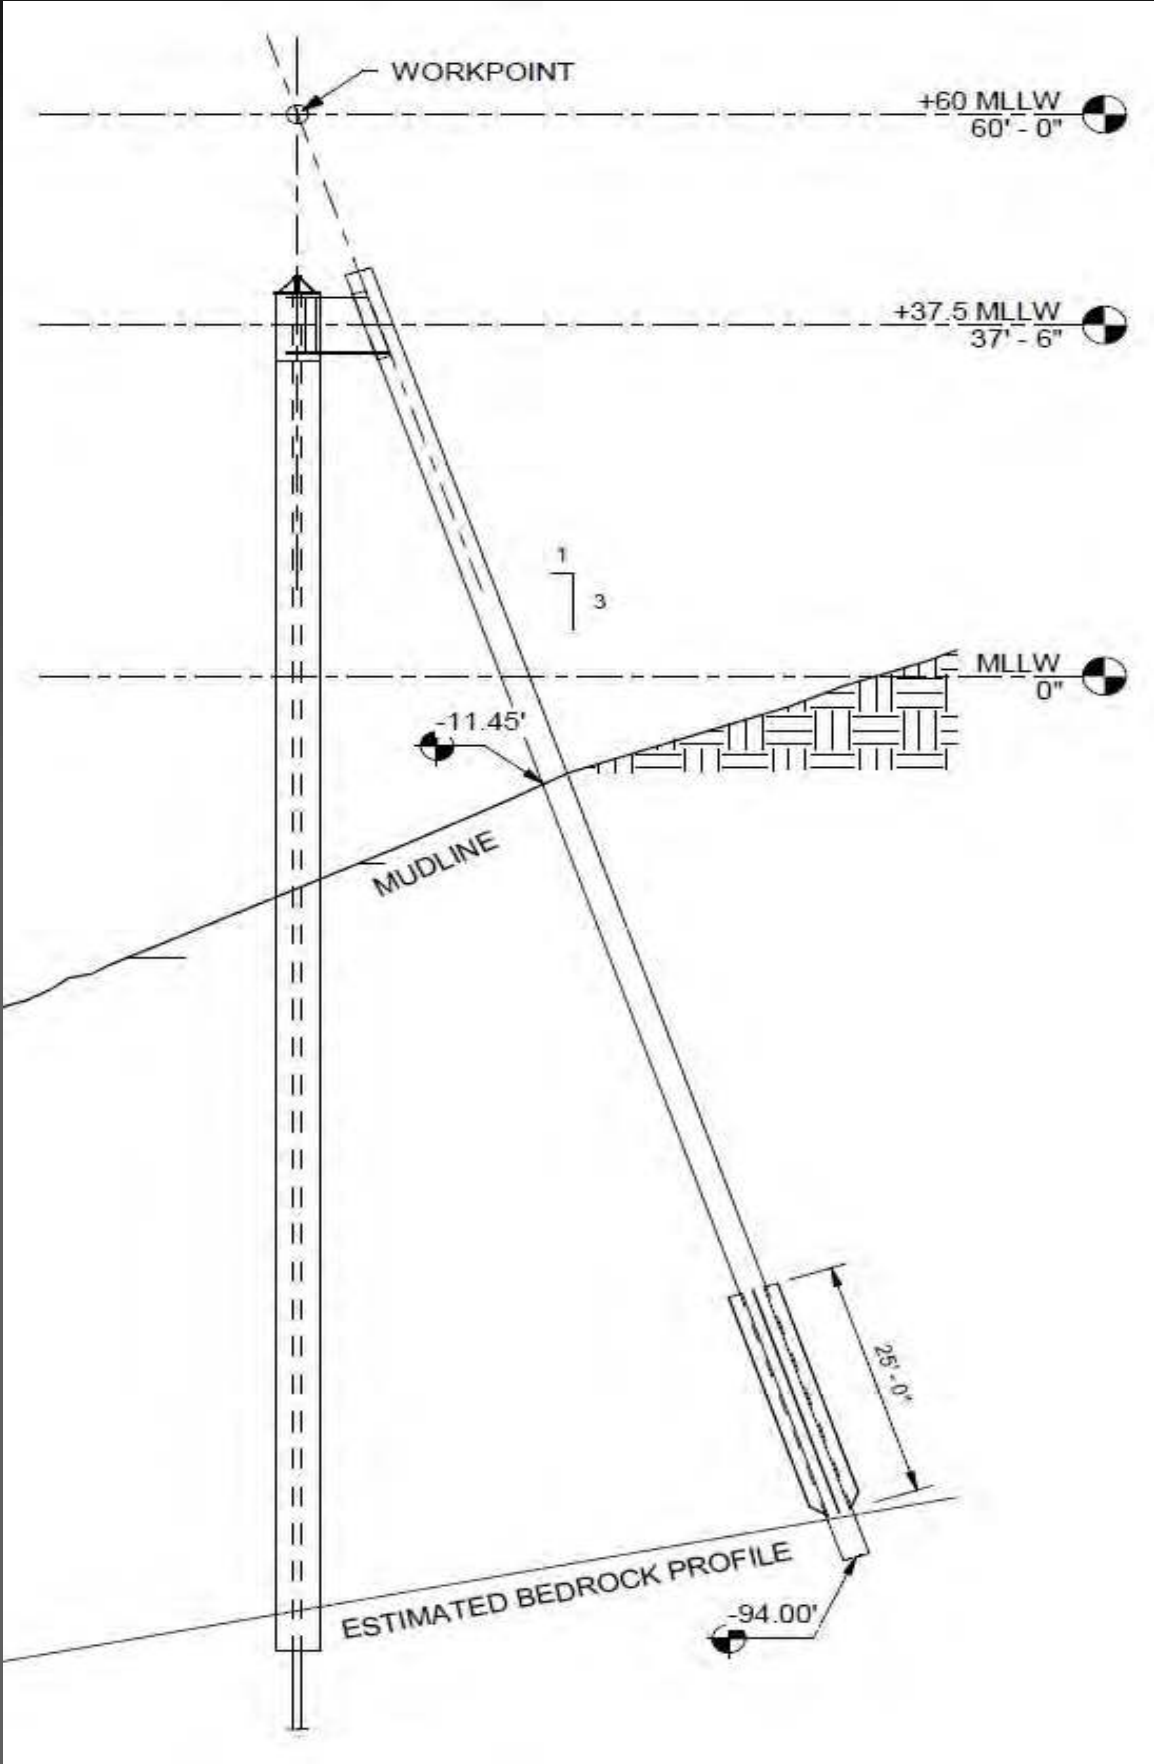 WORKPOINT
+60 MLLW
60' - 0"
+37.5 MLLW
37' - 6"
1
3
MLLW
0"
-11.45'
MUDLINE
25' - 0"
ESTIMATED BEDROCK PROFILE
-94.00'